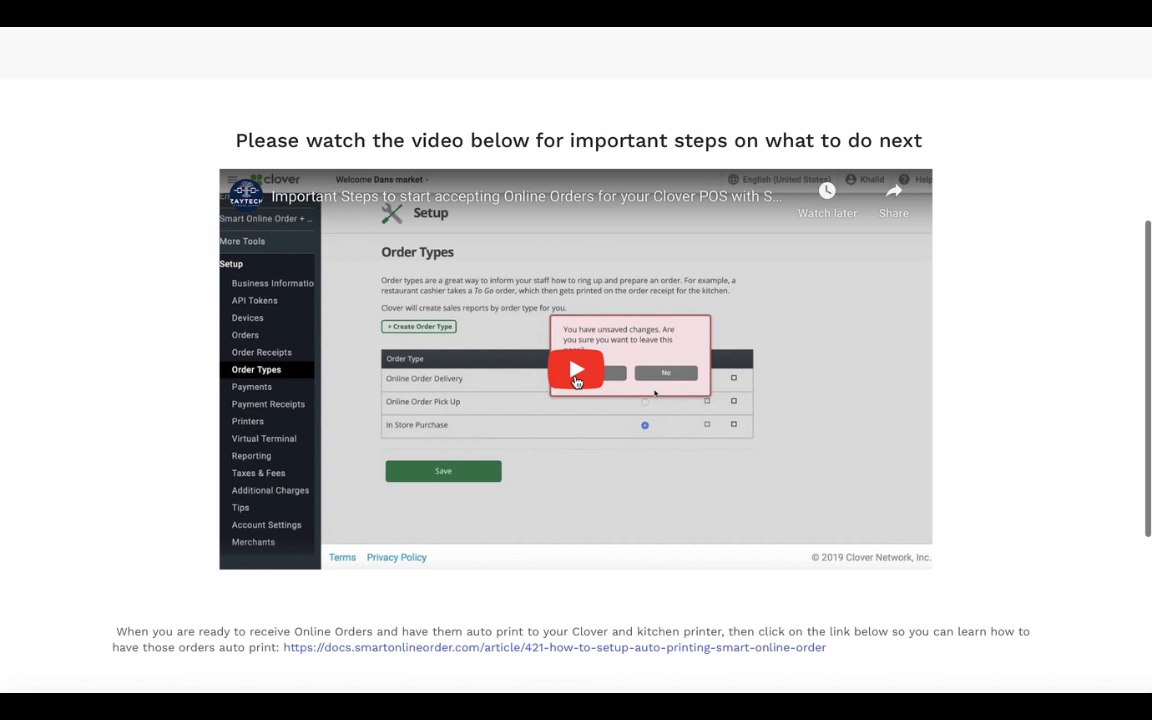 Please watch the video below for important steps on what to do next
clover
Welcome Dans market
English (United States)
Khalid
Help
ZAYTECH
Important Steps to start accepting Online Orders for your Clover POS with S...
Watch later
Share
Smart Online Order + ..
More Tools
Setup
Business Informatio
API Tokens
Devices
Orders
Order Receipts
Order Types
Payments
Payment Receipts
Printers
Virtual Terminal
Reporting
Taxes & Fees
Additional Charges
Tips
Account Settings
Merchants
Setup
Order Types
Order types are a great way to inform your staff how to ring up and prepare an order. For example, a
restaurant cashier takes a To Go order, which then gets printed on the order receipt for the kitchen.
Clover will create sales reports by order type for you.
+ Create Order Type
You have unsaved changes. Are
you sure you want to leave this
No
Order Type
Online Order Delivery
Online Order Pick Up
In Store Purchase
Save
Terms
Privacy Policy
© 2019 Clover Network, Inc.
When you are ready to receive Online Orders and have them auto print to your Clover and kitchen printer, then click on the link below so you can learn how to
have those orders auto print: https://docs.smartonlineorder.com/article/421-how-to-setup-auto-printing-smart-online-order